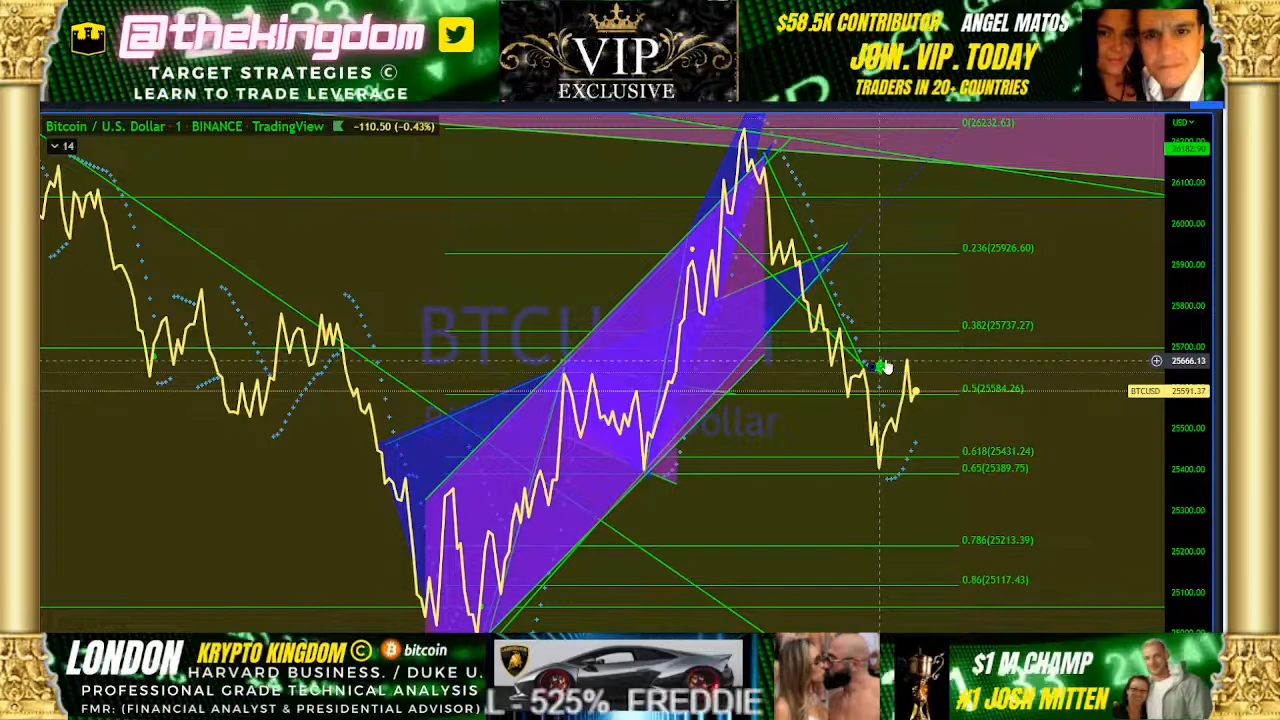 @thekingdom
TARGET STRATEGIES ©
LEARN TO TRADE LEVERAGE
VIP
EXCLUSIVE
$58.5K CONTRIBUTOR ANGEL MATO$
JOIN. VIP. TODAY
TRADERS IN 20+ COUNTRIES
Bitcoin / U.S. Dollar · 1 · BINANCE · TradingView −110.50 (−0.43%)
14
USD
0(26232.63)
26182.90
26100.00
26000.00
0.236(25926.60)
25900.00
25800.00
0.382(25737.27)
25700.00
25666.13
0.5(25584.26)
BTCUSD 25591.37
25500.00
0.618(25431.24)
0.65(25389.75)
25400.00
25300.00
0.786(25213.39)
25200.00
0.86(25117.43)
25100.00
LONDON KRYPTO KINGDOM © bitcoin
HARVARD BUSINESS. / DUKE U.
PROFESSIONAL GRADE TECHNICAL ANALYSIS
FMR: (FINANCIAL ANALYST & PRESIDENTIAL ADVISOR)
L - 525% FREDDIE
$1 M CHAMP
#1 JOSH MITTEN